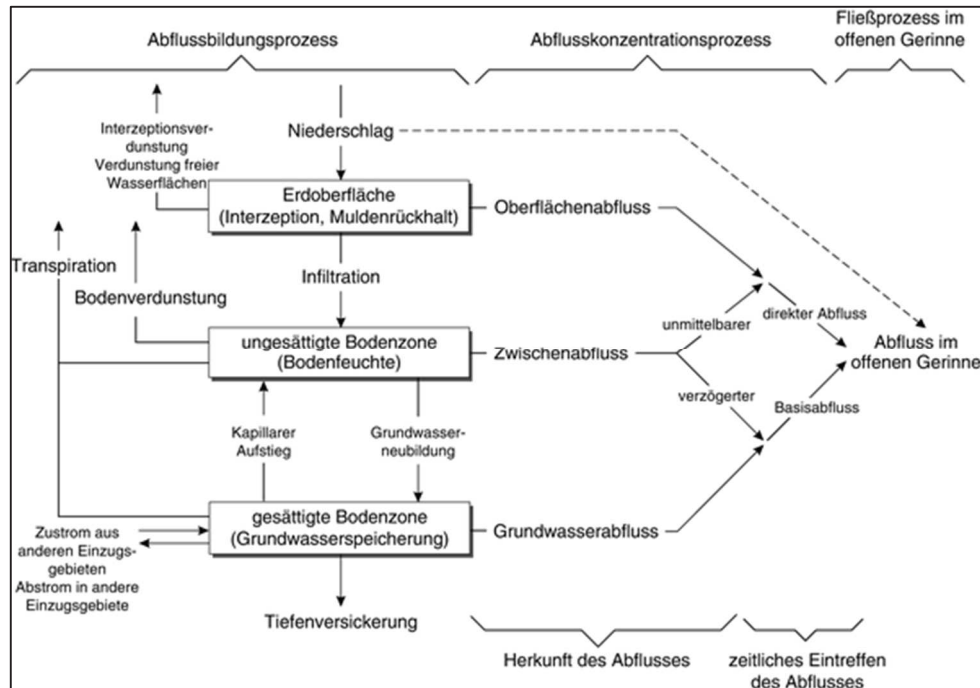 Abflussbildungsprozess
Abflusskonzentrationsprozess
Fließprozess im
offenen Gerinne
Interzeptionsver-
dunstung
Verdunstung freier
Wasserflächen
Niederschlag
Erdoberfläche
(Interzeption, Muldenrückhalt)
Oberflächenabfluss
Transpiration
Bodenverdunstung
Infiltration
ungesättigte Bodenzone
(Bodenfeuchte)
Zwischenabfluss
unmittelbarer
direkter Abfluss
Abfluss im
offenen Gerinne
verzögerter
Basisabfluss
Kapillarer
Aufstieg
Grundwasser-
neubildung
gesättigte Bodenzone
(Grundwasserspeicherung)
Grundwasserabfluss
Zustrom aus
anderen Einzugs-
gebieten
Abstrom in andere
Einzugsgebiete
Tiefenversickerung
Herkunft des Abflusses
zeitliches Eintreffen
des Abflusses